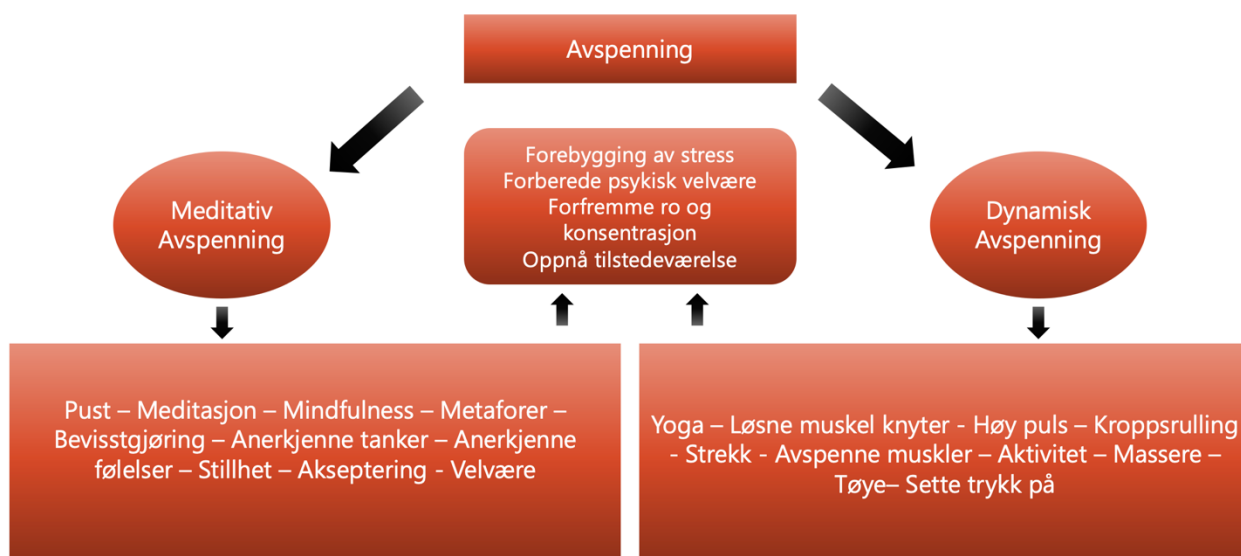 Avspenning
Forebygging av stress
Forberede psykisk velvære
Forfremme ro og
konsentrasjon
Oppnå tilstedeværelse
Meditativ
Avspenning
Dynamisk
Avspenning
Pust – Meditasjon – Mindfulness – Metaforer –
Bevisstgjøring – Anerkjenne tanker – Anerkjenne
følelser – Stillhet – Akseptering - Velvære
Yoga – Løsne muskel knyter - Høy puls – Kroppsrulling
- Strekk - Avspenne muskler – Aktivitet – Massere –
Tøye– Sette trykk på